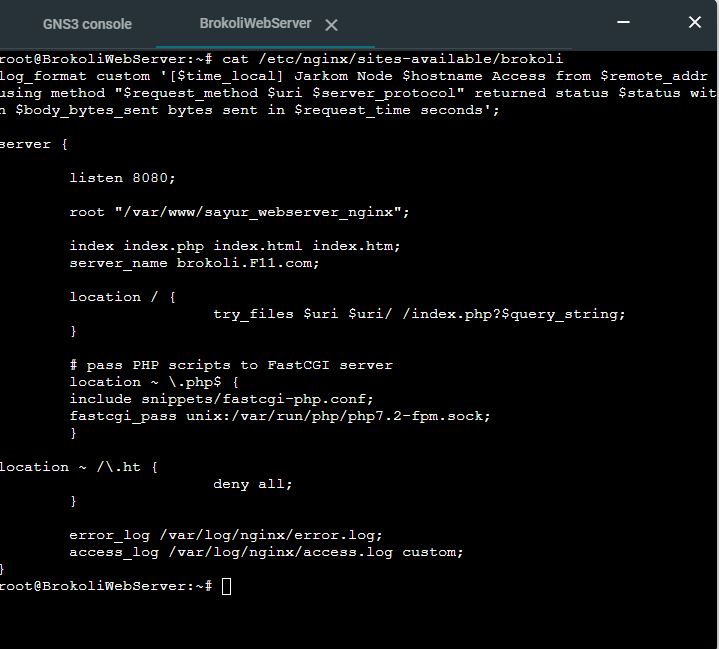 GNS3 console
BrokoliWebServer
root@BrokoliWebServer:~# cat /etc/nginx/sites-available/brokoli
log_format custom '[$time_local] Jarkom Node $hostname Access from $remote_addr
using method "$request_method $uri $server_protocol" returned status $status wit
h $body_bytes_sent bytes sent in $request_time seconds';
server {
listen 8080;
root "/var/www/sayur_webserver_nginx";
index index.php index.html index.htm;
server_name brokoli.F11.com;
location / {
try_files $uri $uri/ /index.php?$query_string;
}
# pass PHP scripts to FastCGI server
location ~ \.php$ {
include snippets/fastcgi-php.conf;
fastcgi_pass unix:/var/run/php/php7.2-fpm.sock;
}
location ~ /\.ht {
deny all;
}
error_log /var/log/nginx/error.log;
access_log /var/log/nginx/access.log custom;
}
root@BrokoliWebServer:~#